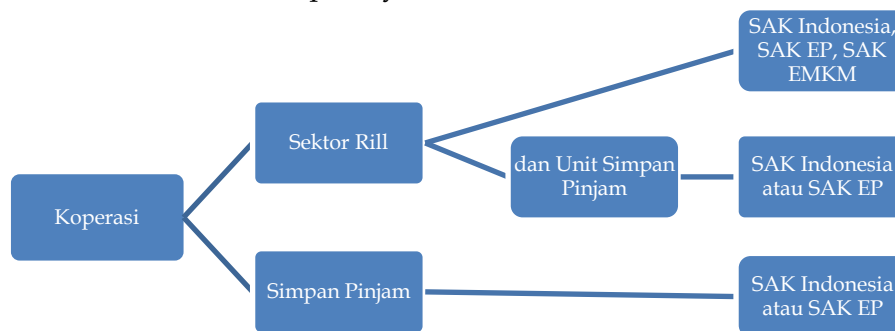 SAK Indonesia,
SAK EP, SAK
EMKM
Sektor Rill
dan Unit Simpan
Pinjam
SAK Indonesia
atau SAK EP
Koperasi
Simpan Pinjam
SAK Indonesia
atau SAK EP